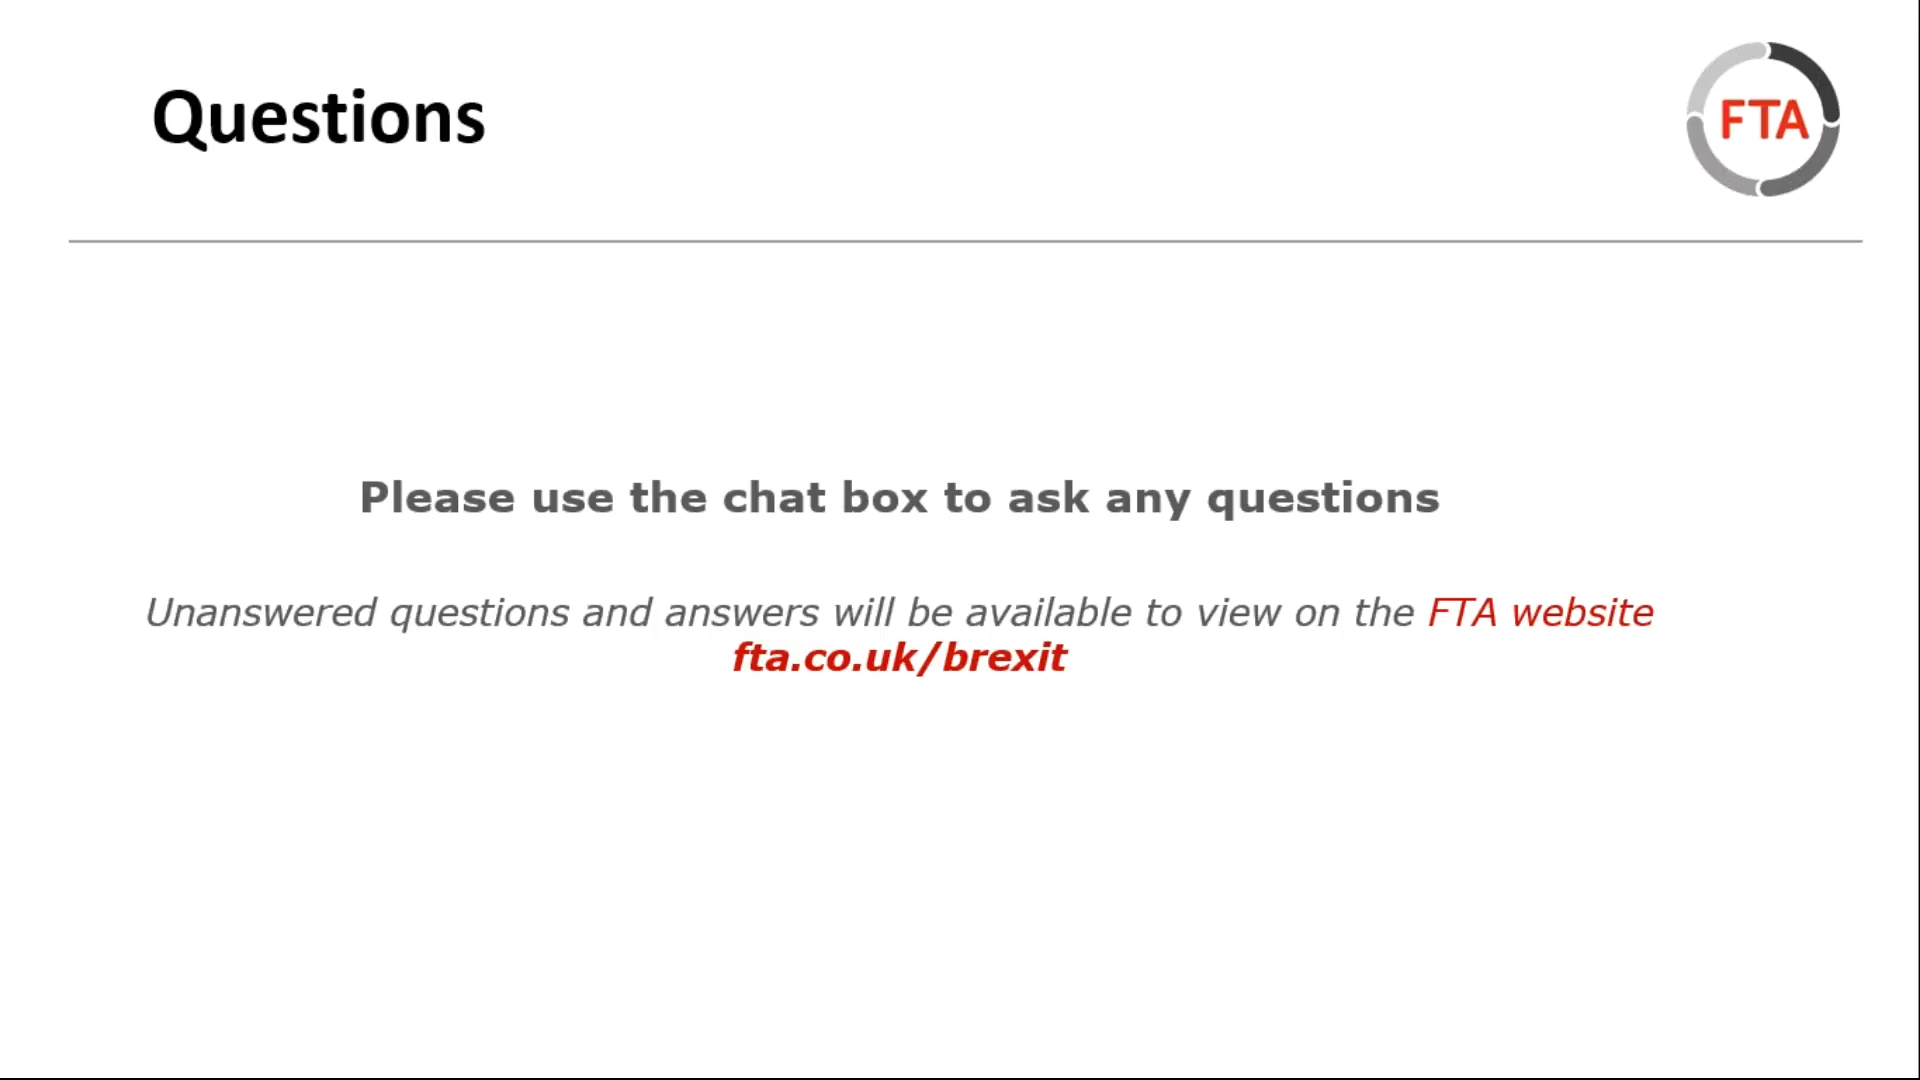 Questions
FTA
Please use the chat box to ask any questions
Unanswered questions and answers will be available to view on the FTA website
fta.co.uk/brexit